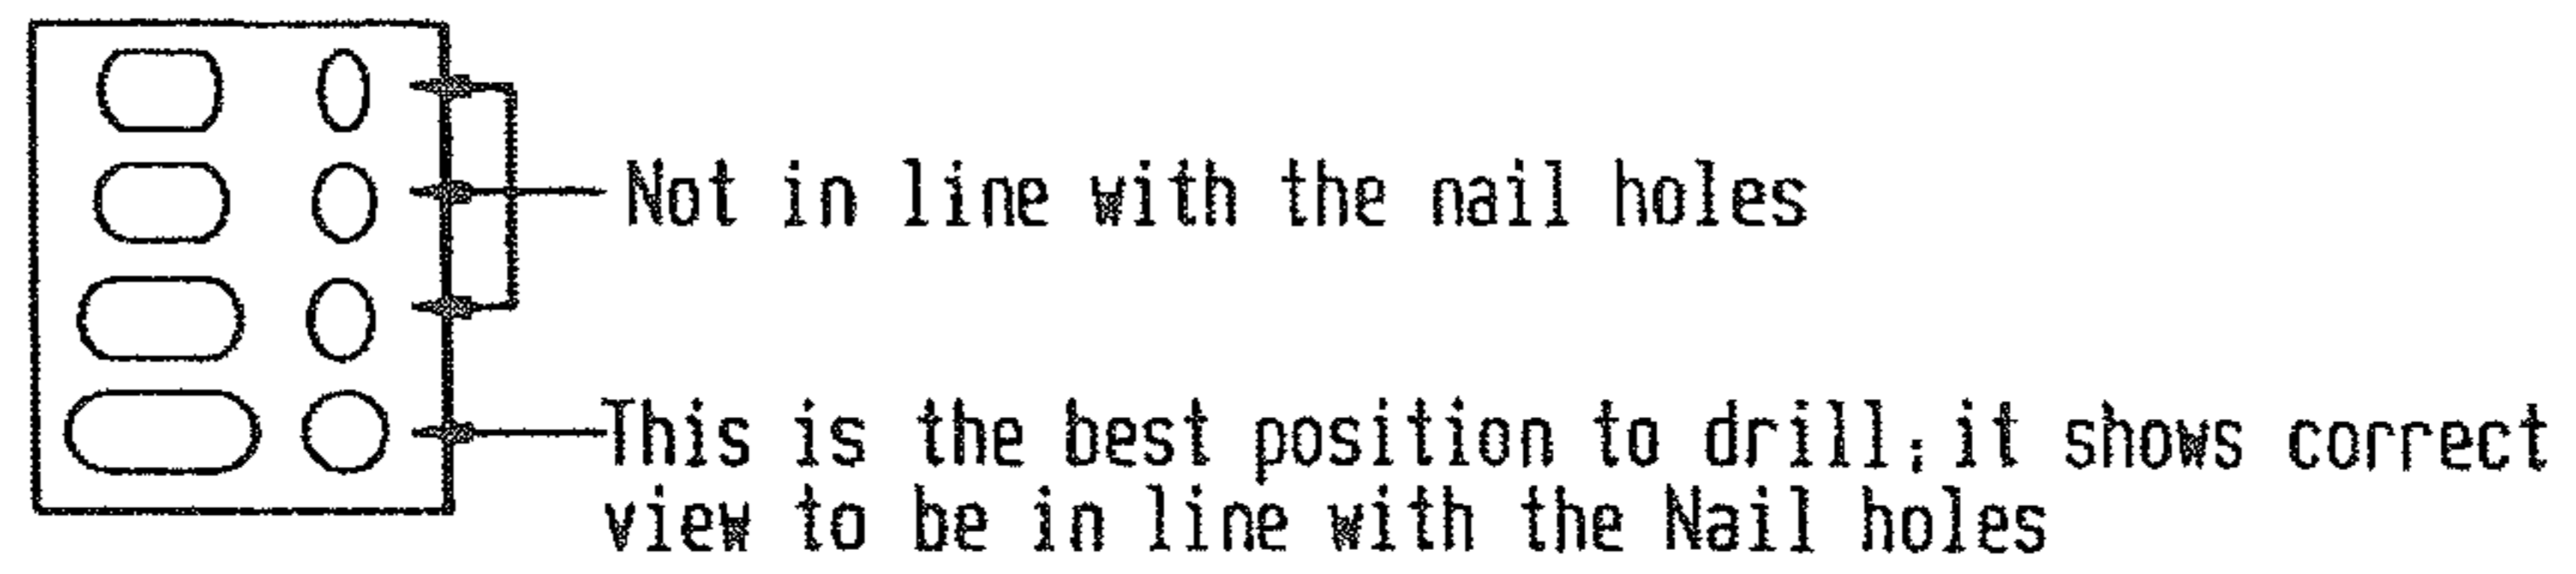 Not in line with the nail holes
This is the best position to drill; it shows correct
view to be in line with the Nail holes